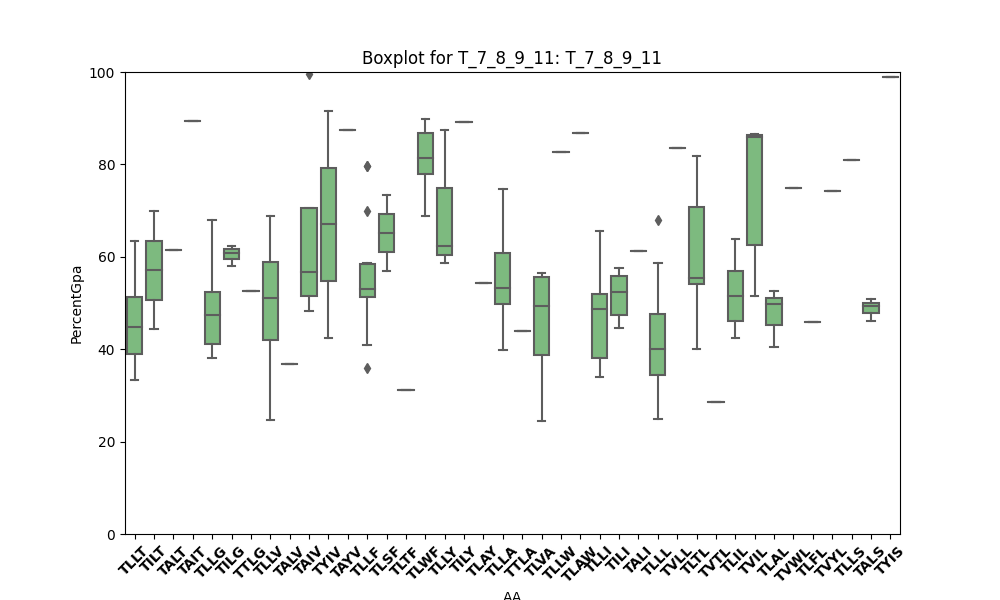 Boxplot for T_7_8_9_11: T_7_8_9_11
PercentGpa
100
80
60
40
20
0
TLLT TILT TALT TAIT TLLG TILG TTLG TLLV TALV TAIV TYIV TAYV TLLF TLSF TLTF TLWF TLLY TILY TLAY TLLA TTLA TLVA TLLW TLAW TLLI TILI TALI TLLL TVLL TLTL TVTL TLIL TVIL TLAL TVWL TLFL TVYL TLLS TALS TYIS
AA